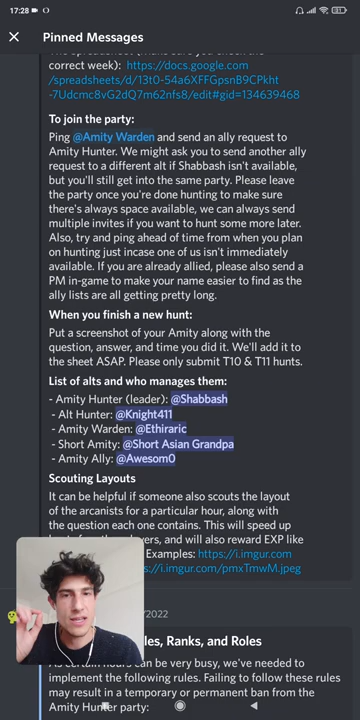 17:28
Pinned Messages
correct week): https://docs.google.com
/spreadsheets/d/13t0-54a6XFFGpsnB9CPkht
-7Udcmc8vG2dQ7m62nfs8/edit#gid=134639468
To join the party:
Ping @Amity Warden and send an ally request to
Amity Hunter. We might ask you to send another ally
request to a different alt if Shabbash isn't available,
but you'll still get into the same party. Please leave
the party once you're done hunting to make sure
there's always space available, we can always send
multiple invites if you want to hunt some more later.
Also, try and ping ahead of time from when you plan
on hunting just incase one of us isn't immediately
available. If you are already allied, please also send a
PM in-game to make your name easier to find as the
ally lists are all getting pretty long.
When you finish a new hunt:
Put a screenshot of your Amity along with the
question, answer, and time you did it. We'll add it to
the sheet ASAP. Please only submit T10 & T11 hunts.
List of alts and who manages them:
- Amity Hunter (leader): @Shabbash
- Alt Hunter: @Knight411
- Amity Warden: @Ethiraric
- Short Amity: @Short Asian Grandpa
- Amity Ally: @Awesom0
Scouting Layouts
It can be helpful if someone also scouts the layout
of the arcanists for a particular hour, along with
the question each one contains. This will speed up
and will also reward EXP like
Examples: https://i.imgur.com
://i.imgur.com/pmxTmwM.jpeg
/2022
Ranks, and Roles
As certain hours can be very busy, we've needed to
implement the following rules. Failing to follow these rules
may result in a temporary or permanent ban from the
Amity Hunter party: